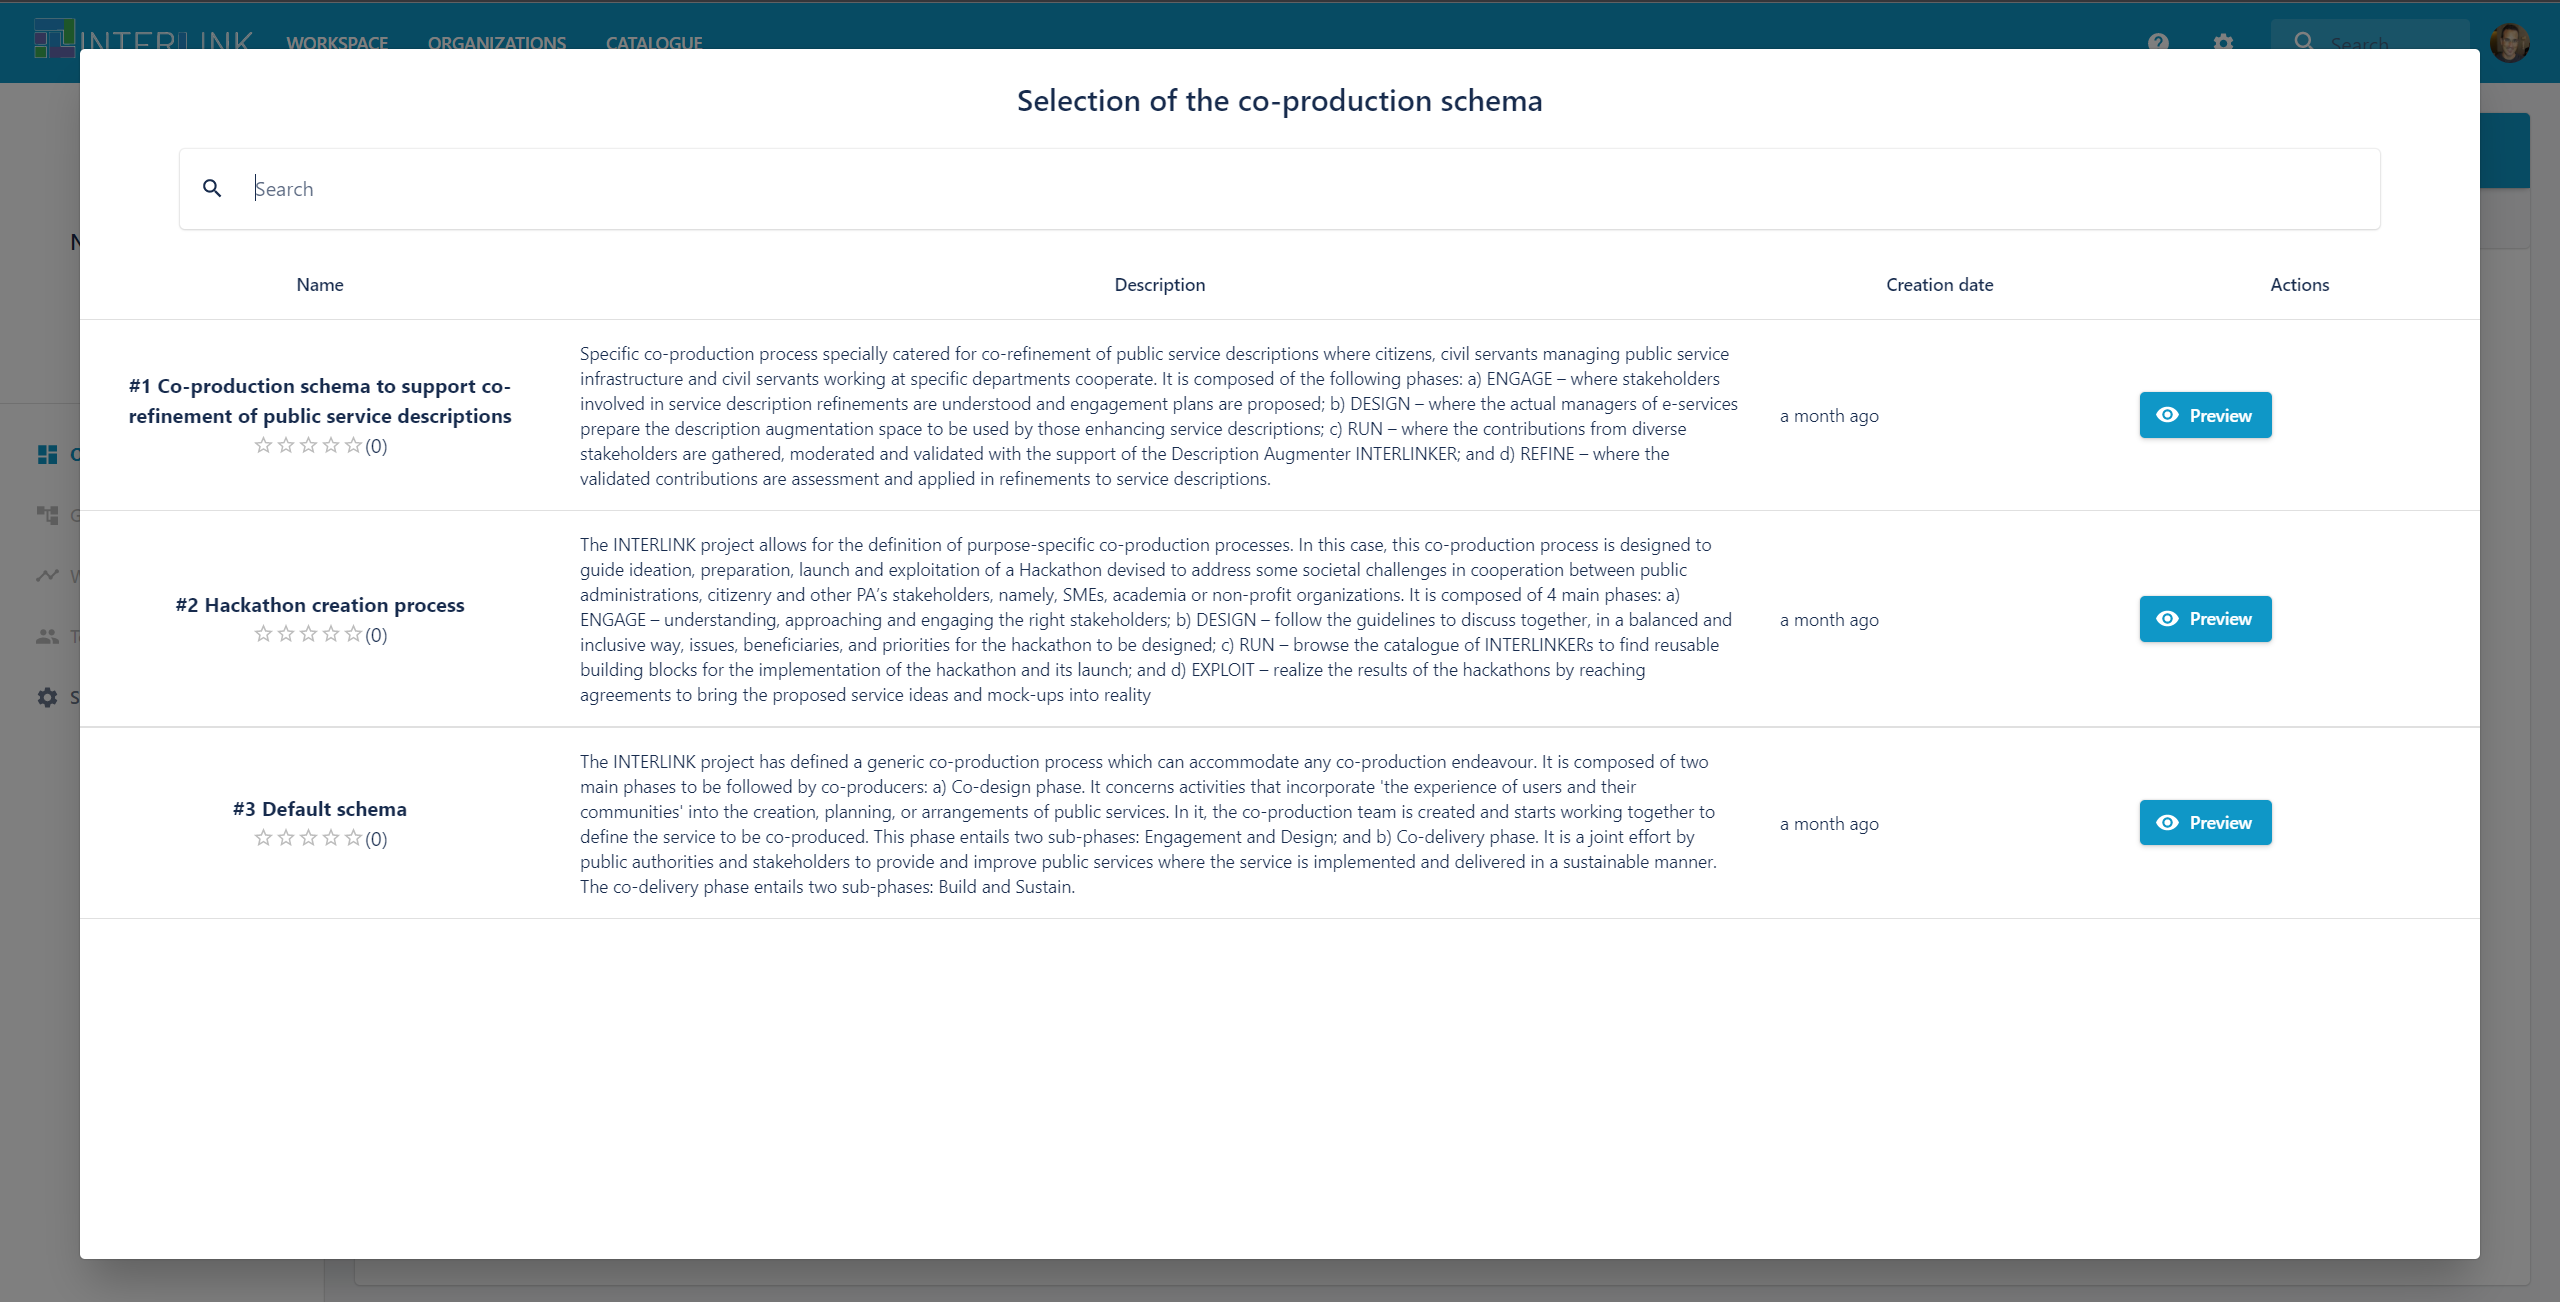 INTERLINK WORKSPACE ORGANIZATIONS CATALOGUE Search
Selection of the co-production schema
Search
Name Description Creation date Actions
#1 Co-production schema to support co-
refinement of public service descriptions
(0)
Specific co-production process specially catered for co-refinement of public service descriptions where citizens, civil servants managing public service
infrastructure and civil servants working at specific departments cooperate. It is composed of the following phases: a) ENGAGE – where stakeholders
involved in service description refinements are understood and engagement plans are proposed; b) DESIGN – where the actual managers of e-services
prepare the description augmentation space to be used by those enhancing service descriptions; c) RUN – where the contributions from diverse
stakeholders are gathered, moderated and validated with the support of the Description Augmenter INTERLINKER; and d) REFINE – where the
validated contributions are assessment and applied in refinements to service descriptions.
a month ago
Preview
#2 Hackathon creation process
(0)
The INTERLINK project allows for the definition of purpose-specific co-production processes. In this case, this co-production process is designed to
guide ideation, preparation, launch and exploitation of a Hackathon devised to address some societal challenges in cooperation between public
administrations, citizenry and other PA's stakeholders, namely, SMEs, academia or non-profit organizations. It is composed of 4 main phases: a)
ENGAGE – understanding, approaching and engaging the right stakeholders; b) DESIGN – follow the guidelines to discuss together, in a balanced and
inclusive way, issues, beneficiaries, and priorities for the hackathon to be designed; c) RUN – browse the catalogue of INTERLINKERs to find reusable
building blocks for the implementation of the hackathon and its launch; and d) EXPLOIT – realize the results of the hackathons by reaching
agreements to bring the proposed service ideas and mock-ups into reality
a month ago
Preview
#3 Default schema
(0)
The INTERLINK project has defined a generic co-production process which can accommodate any co-production endeavour. It is composed of two
main phases to be followed by co-producers: a) Co-design phase. It concerns activities that incorporate 'the experience of users and their
communities' into the creation, planning, or arrangements of public services. In it, the co-production team is created and starts working together to
define the service to be co-produced. This phase entails two sub-phases: Engagement and Design; and b) Co-delivery phase. It is a joint effort by
public authorities and stakeholders to provide and improve public services where the service is implemented and delivered in a sustainable manner.
The co-delivery phase entails two sub-phases: Build and Sustain.
a month ago
Preview